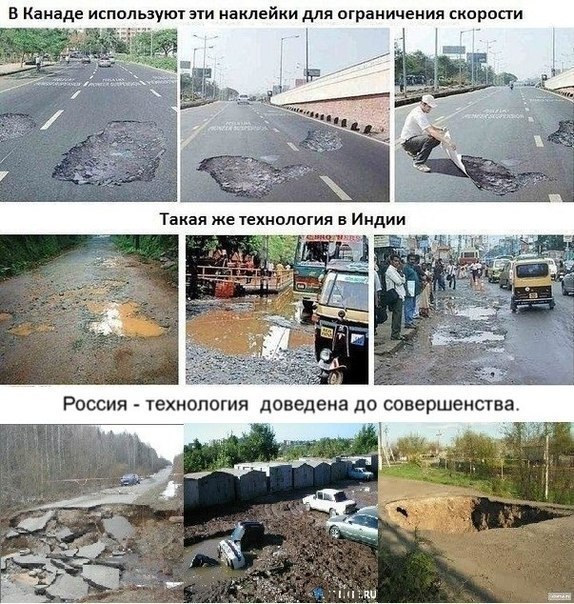 В Канаде используют эти наклейки для ограничения скорости
Такая же технология в Индии
Россия - технология доведена до совершенства.